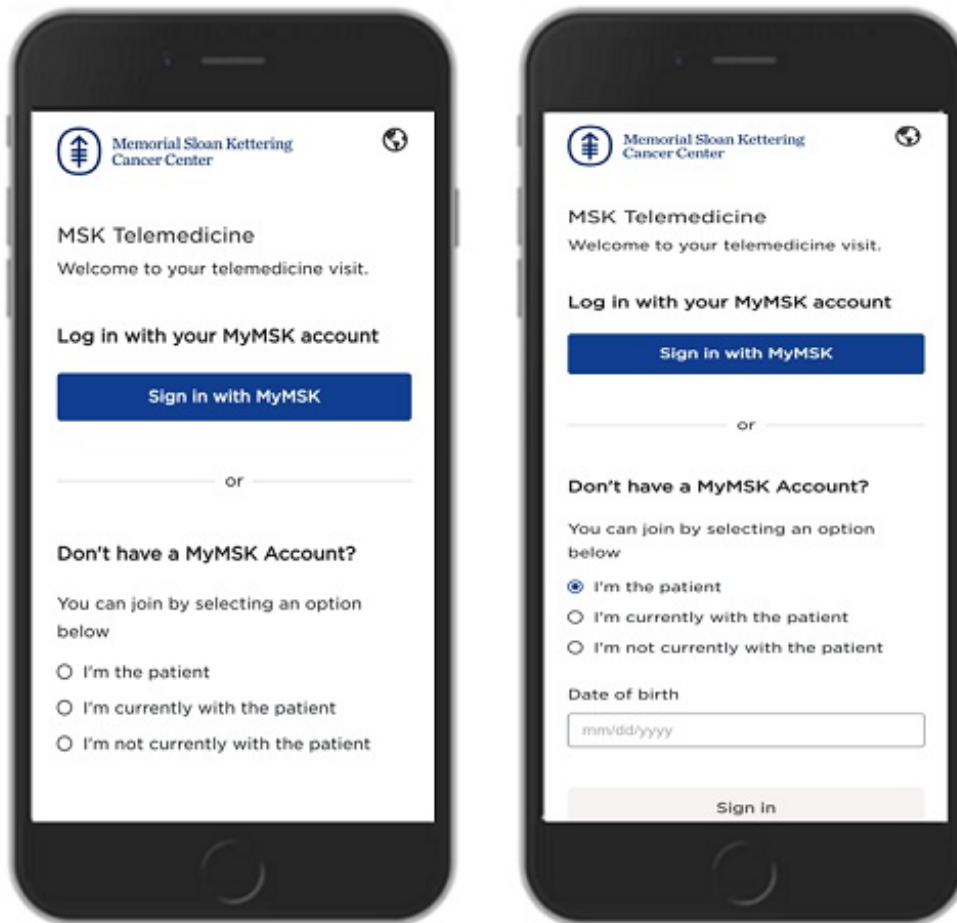 Memorial Sloan Kettering
Cancer Center
MSK Telemedicine
Welcome to your telemedicine visit.
Log in with your MyMSK account
Sign in with MyMSK
or
Don't have a MyMSK Account?
You can join by selecting an option
below
I'm the patient
I'm currently with the patient
I'm not currently with the patient
Memorial Sloan Kettering
Cancer Center
MSK Telemedicine
Welcome to your telemedicine visit.
Log in with your MyMSK account
Sign in with MyMSK
or
Don't have a MyMSK Account?
You can join by selecting an option
below
I'm the patient
I'm currently with the patient
I'm not currently with the patient
Date of birth
mm/dd/yyyy
Sign in